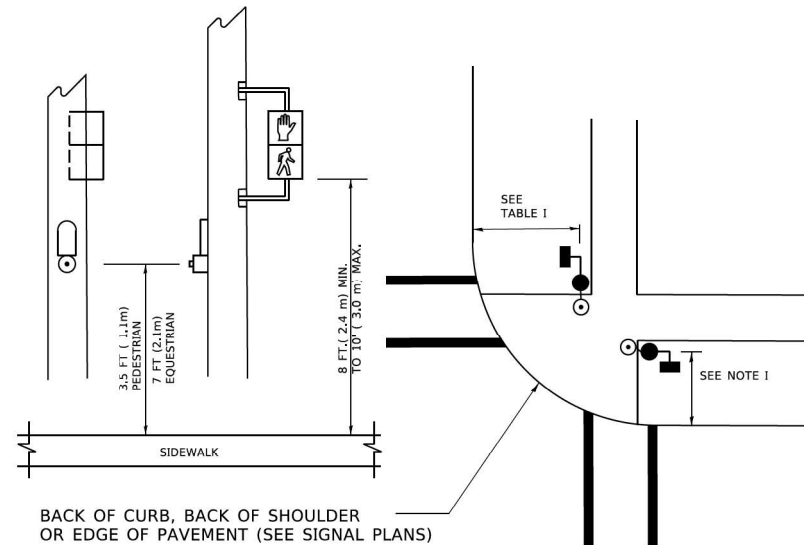 3.5 FT ( 1.1m)
PEDESTRIAN
7 FT (2.1m)
EQUESTRIAN
8 FT.( 2.4 m) MIN.
TO 10' ( 3.0 m) MAX.
SIDEWALK
SEE
TABLE I
SEE NOTE I
BACK OF CURB, BACK OF SHOULDER
OR EDGE OF PAVEMENT (SEE SIGNAL PLANS)